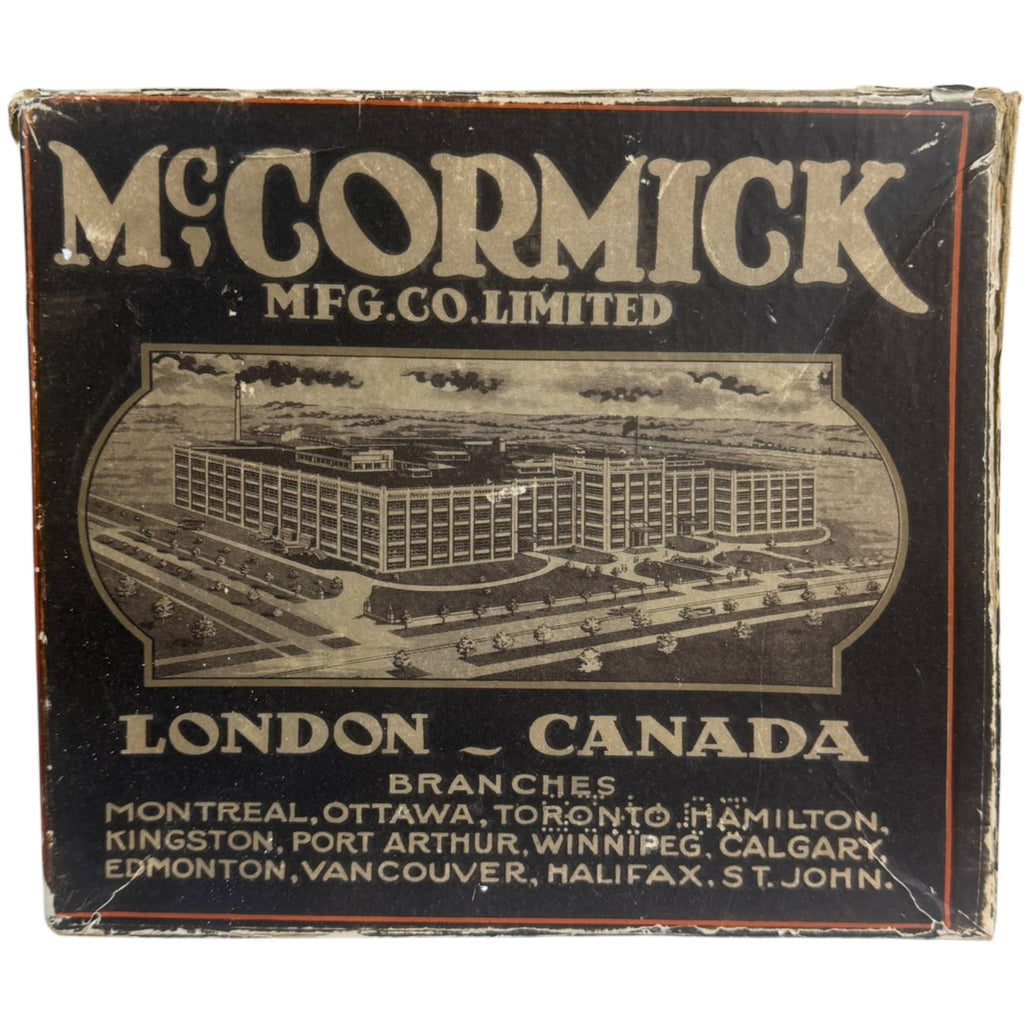 McCORMICK
MFG. CO. LIMITED
LONDON ~ CANADA
BRANCHES
MONTREAL, OTTAWA, TORONTO, HAMILTON,
KINGSTON, PORT ARTHUR, WINNIPEG, CALGARY,
EDMONTON, VANCOUVER, HALIFAX, ST. JOHN.